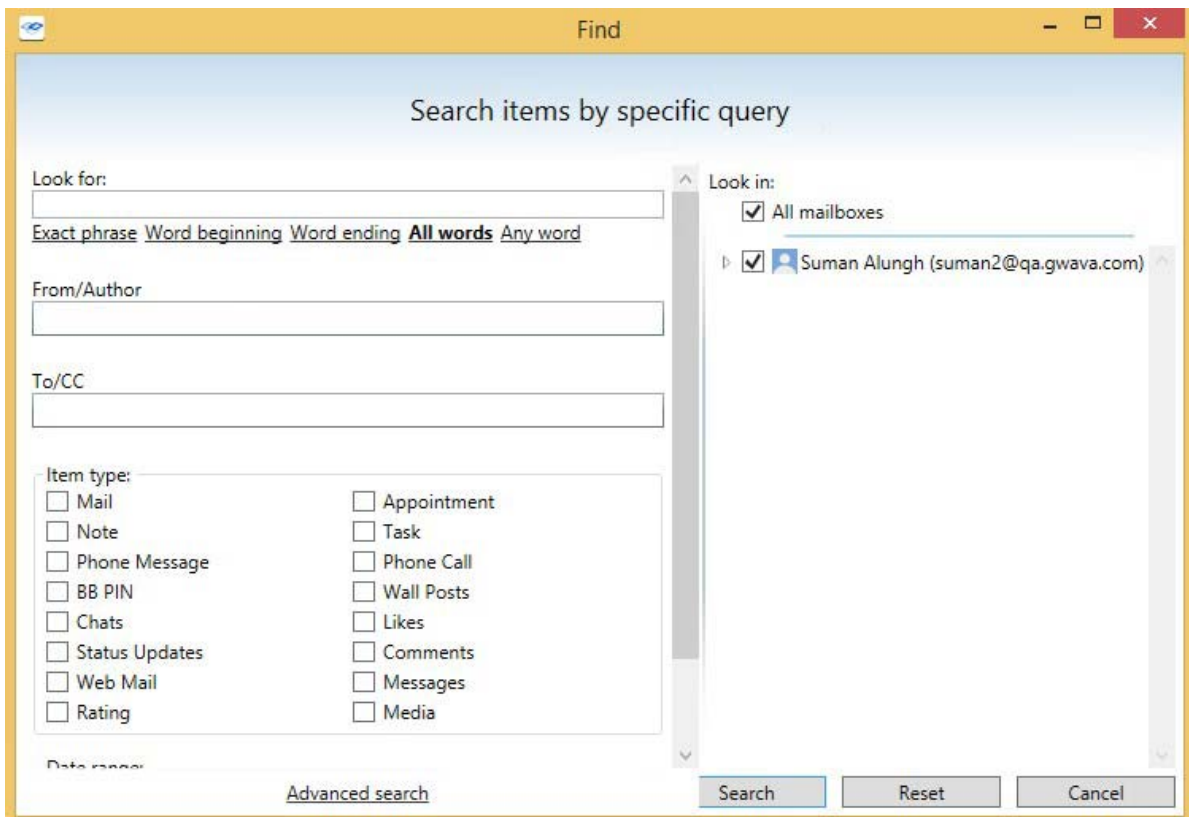 Find
Search items by specific query
Look for:
Exact phrase Word beginning Word ending All words Any word
From/Author
To/CC
Item type:
Mail
Appointment
Note
Task
Phone Message
Phone Call
BB PIN
Wall Posts
Chats
Likes
Status Updates
Comments
Web Mail
Messages
Rating
Media
Date range:
Advanced search
Look in:
All mailboxes
Suman Alungh (suman2@qa.gwava.com)
Search
Reset
Cancel